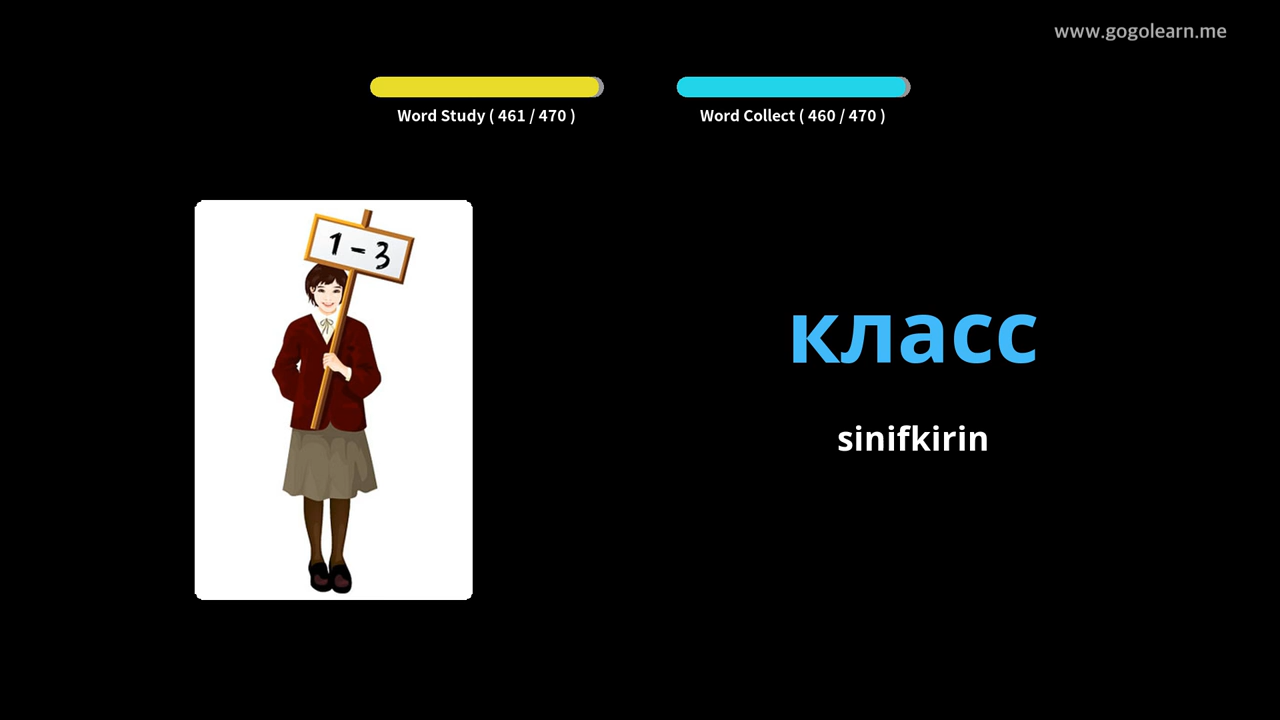 www.gogolearn.me
Word Study ( 461 / 470 )
Word Collect ( 460 / 470 )
1 - 3
класс
sinifkirin